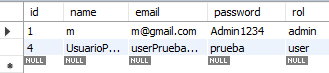 id name email password rol
1 m m@gmail.com Admin1234 admin
4 UsuarioP... userPrueba... prueba user
NULL NULL NULL NULL NULL